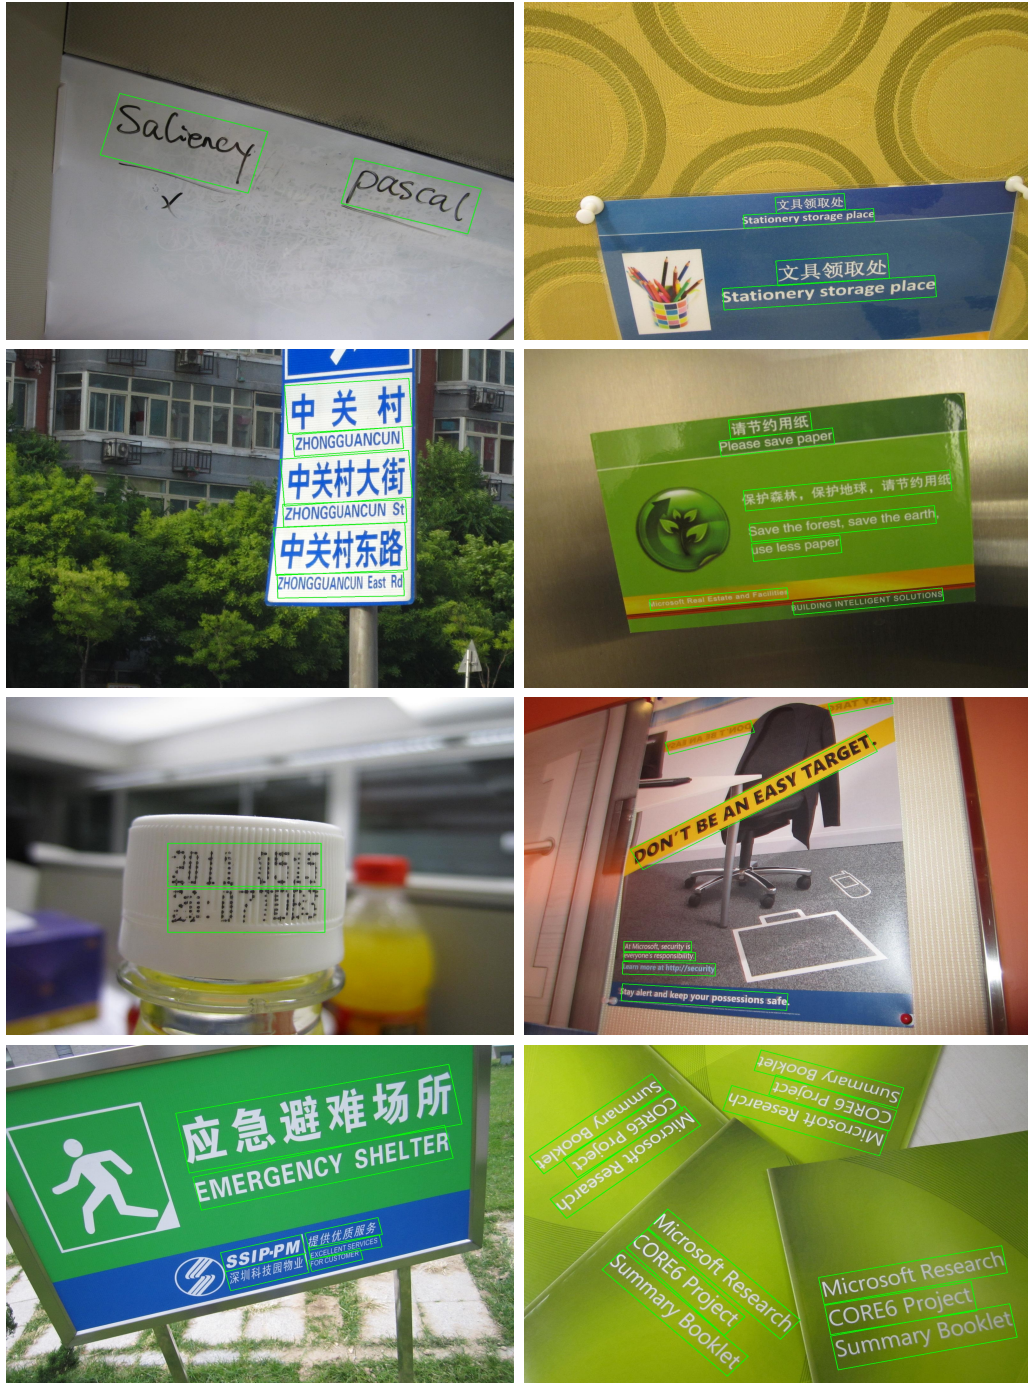 Saliency
pascal
文具领取处
Stationery storage place
文具领取处
Stationery storage place
中关村
ZHONGGUANCUN
中关村大街
ZHONGGUANCUN St
中关村东路
ZHONGGUANCUN East Rd
请节约用纸
Please save paper
保护森林，保护地球，请节约用纸
Save the forest, save the earth,
use less paper
Microsoft Real Estate and Facilities
BUILDING INTELLIGENT SOLUTIONS
2011 0515
DON'T BE AN EASY TARGET.
At Microsoft, security is
everyone's responsibility.
Learn more at http://security
Stay alert and keep your possessions safe.
应急避难场所
EMERGENCY SHELTER
SSIP·PM
深圳科技园物业
提供优质服务
EXCELLENT SERVICES
FOR CUSTOMER
Microsoft Research
CORE6 Project
Summary Booklet
Microsoft Research
CORE6 Project
Summary Booklet
Microsoft Research
CORE6 Project
Summary Booklet
Microsoft Research
CORE6 Project
Summary Booklet